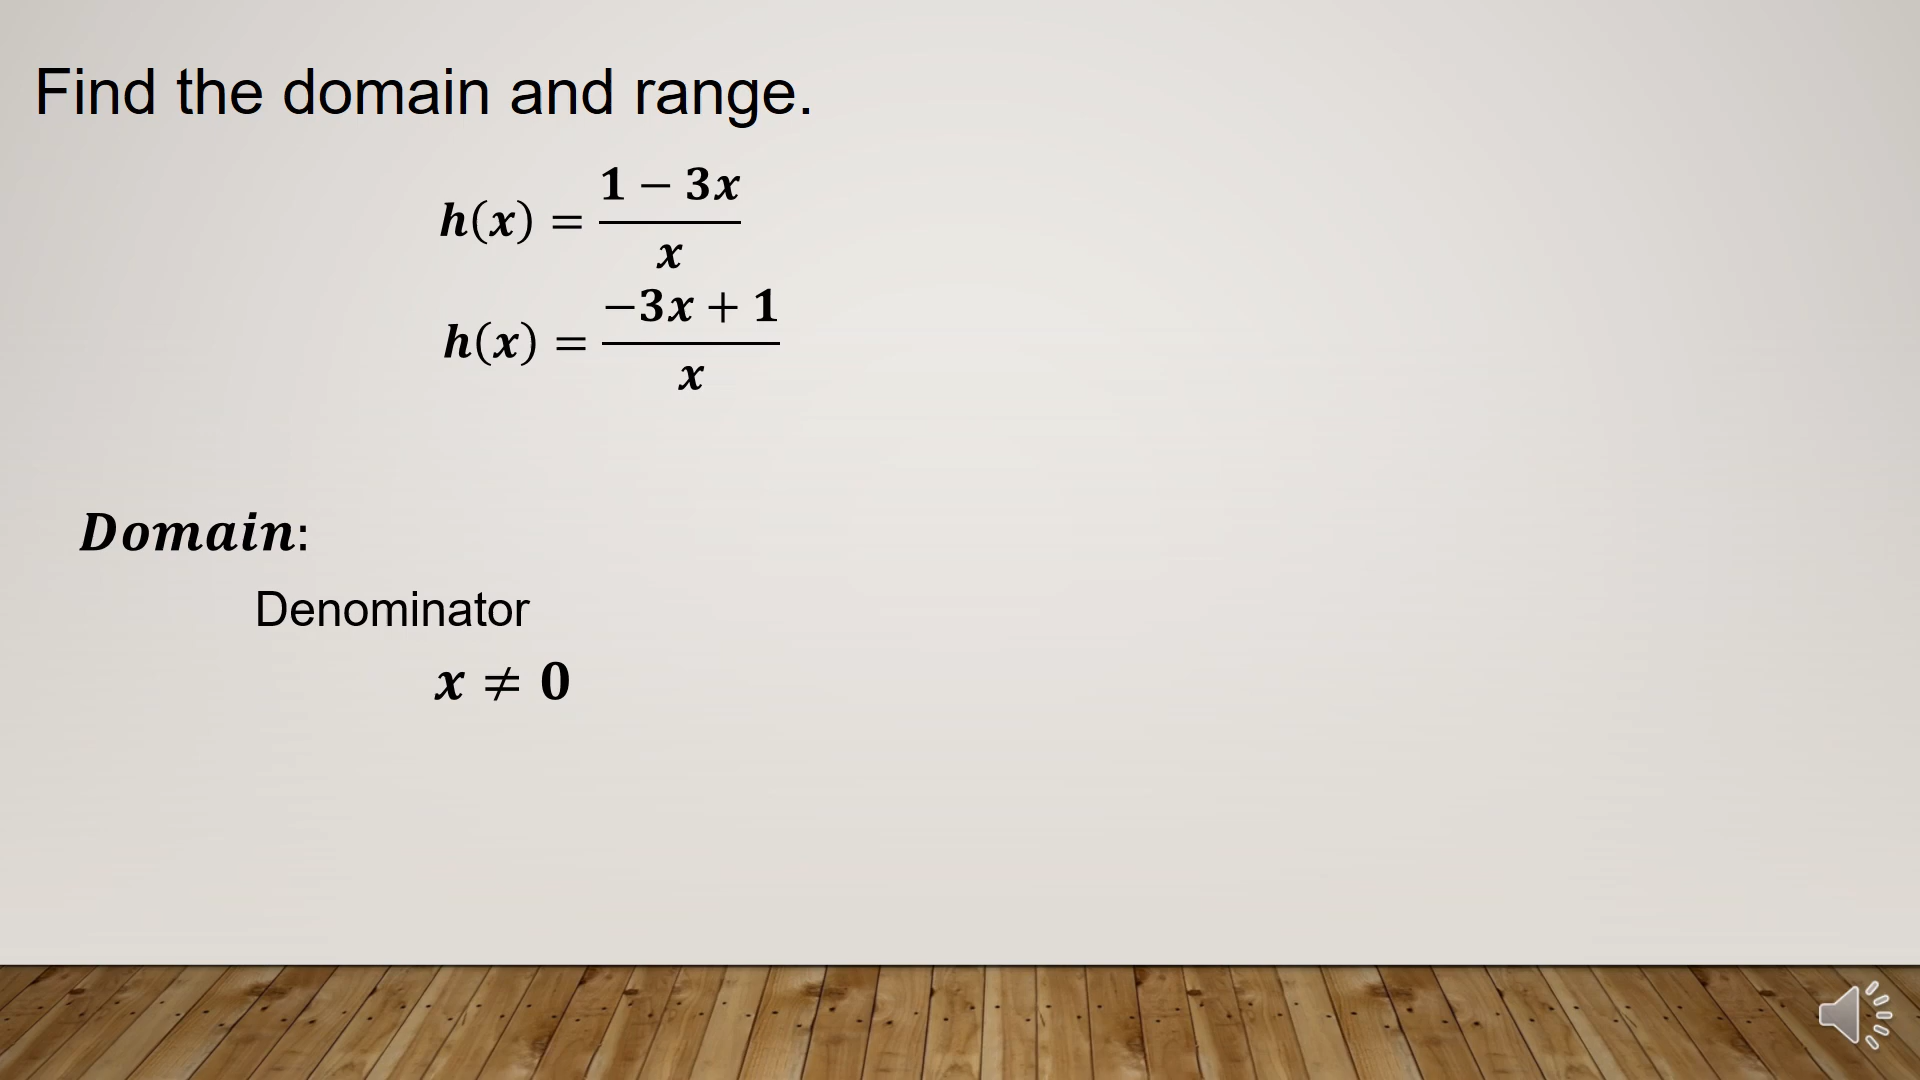 Find the domain and range.
h(x) = (1 − 3x)/x
h(x) = (−3x + 1)/x
Domain:
Denominator
x ≠ 0